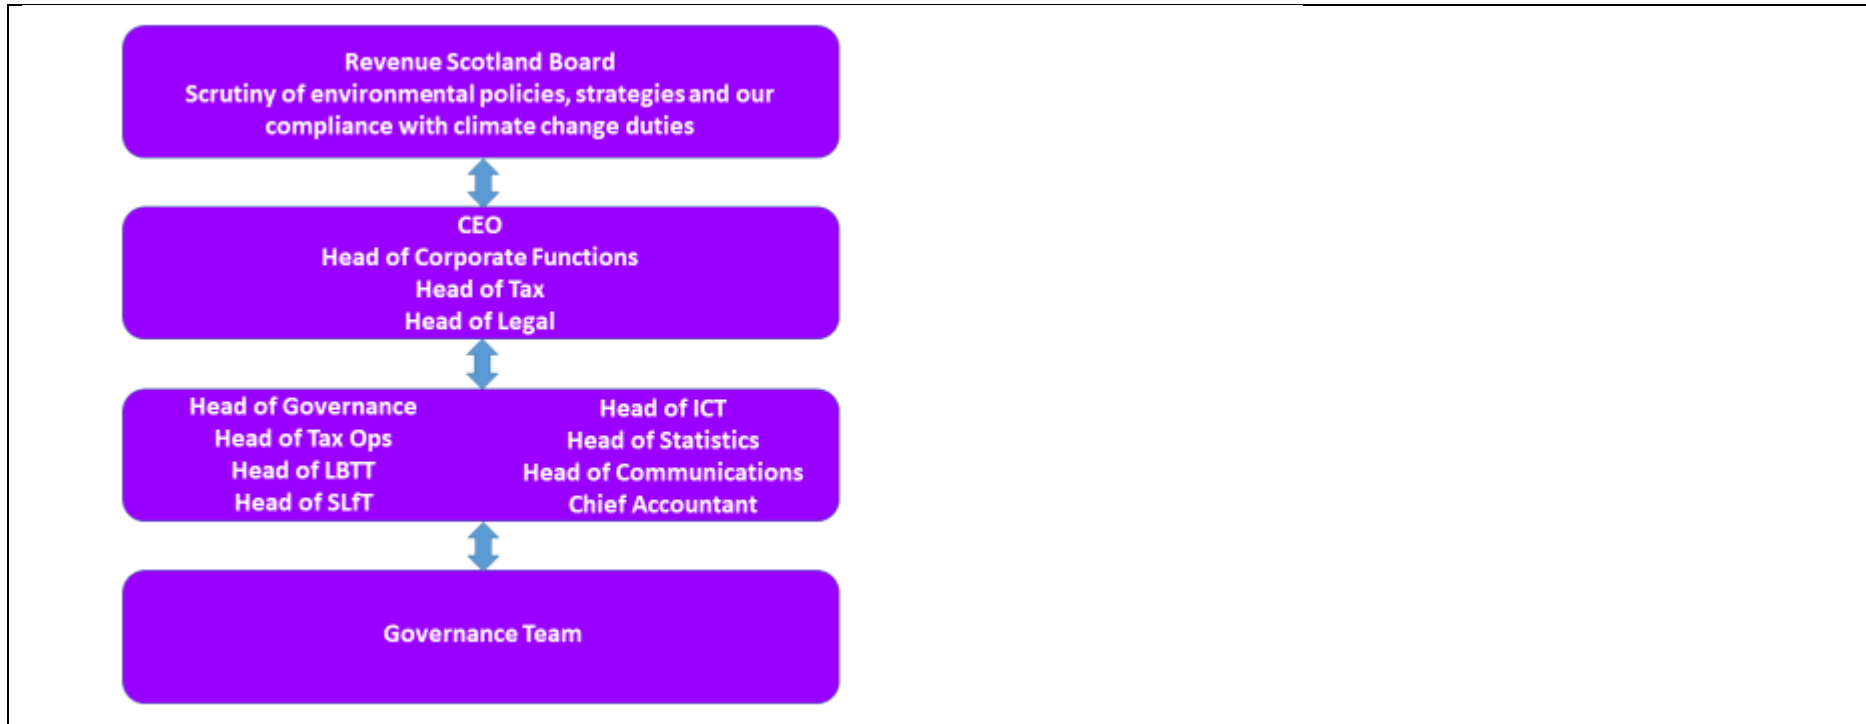 Revenue Scotland Board
Scrutiny of environmental policies, strategies and our
compliance with climate change duties
CEO
Head of Corporate Functions
Head of Tax
Head of Legal
Head of Governance
Head of Tax Ops
Head of LBTT
Head of SLfT
Head of ICT
Head of Statistics
Head of Communications
Chief Accountant
Governance Team